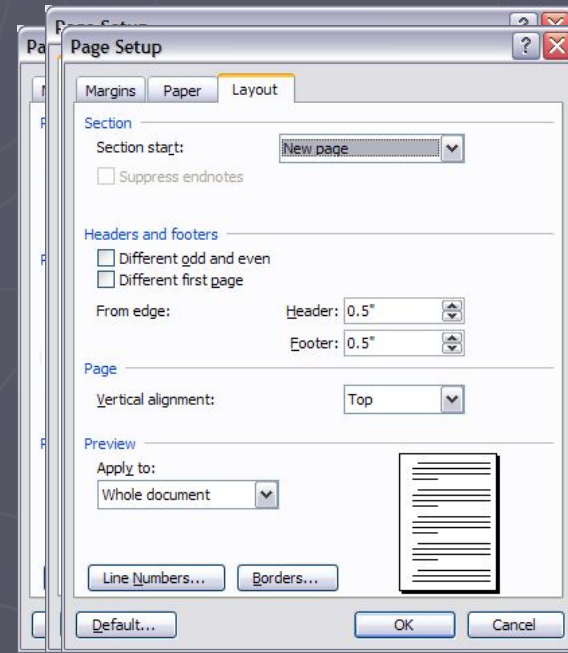 Page Setup
Pa
Page Setup
Margins Paper Layout
Section
Section start: New page
Suppress endnotes
Headers and footers
Different odd and even
Different first page
From edge: Header: 0.5"
Footer: 0.5"
Page
Vertical alignment: Top
Preview
Apply to:
Whole document
Line Numbers... Borders...
Default... OK Cancel